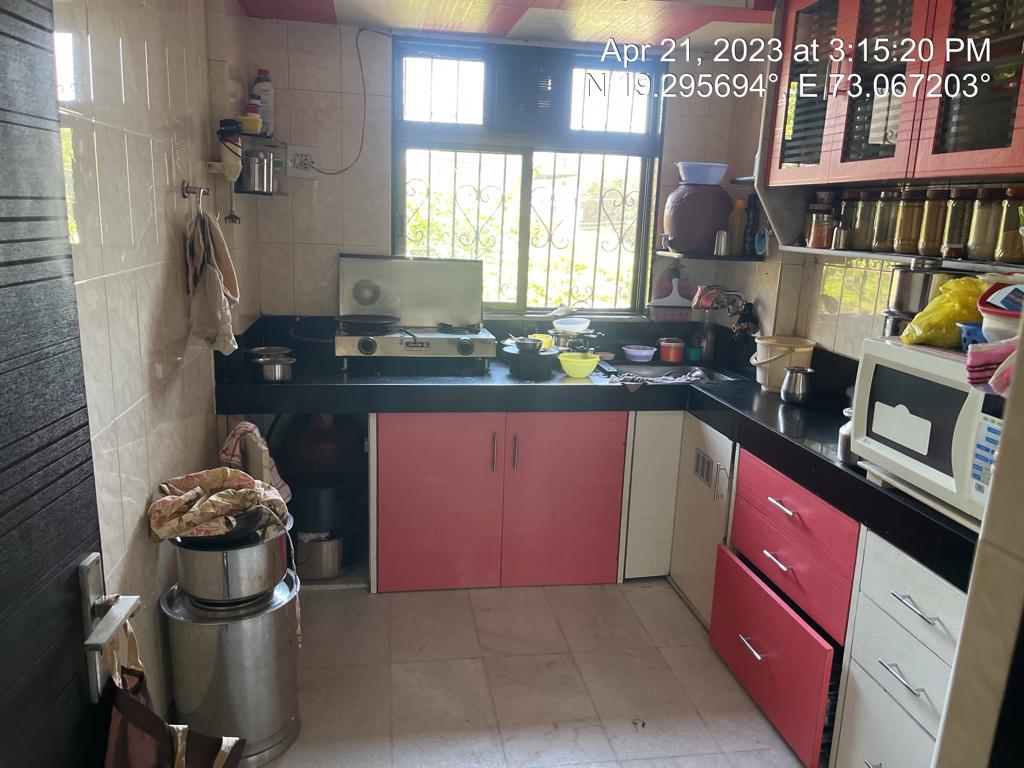 Apr 21, 2023 at 3:15:20 PM
N 19.295694° E 73.067203°